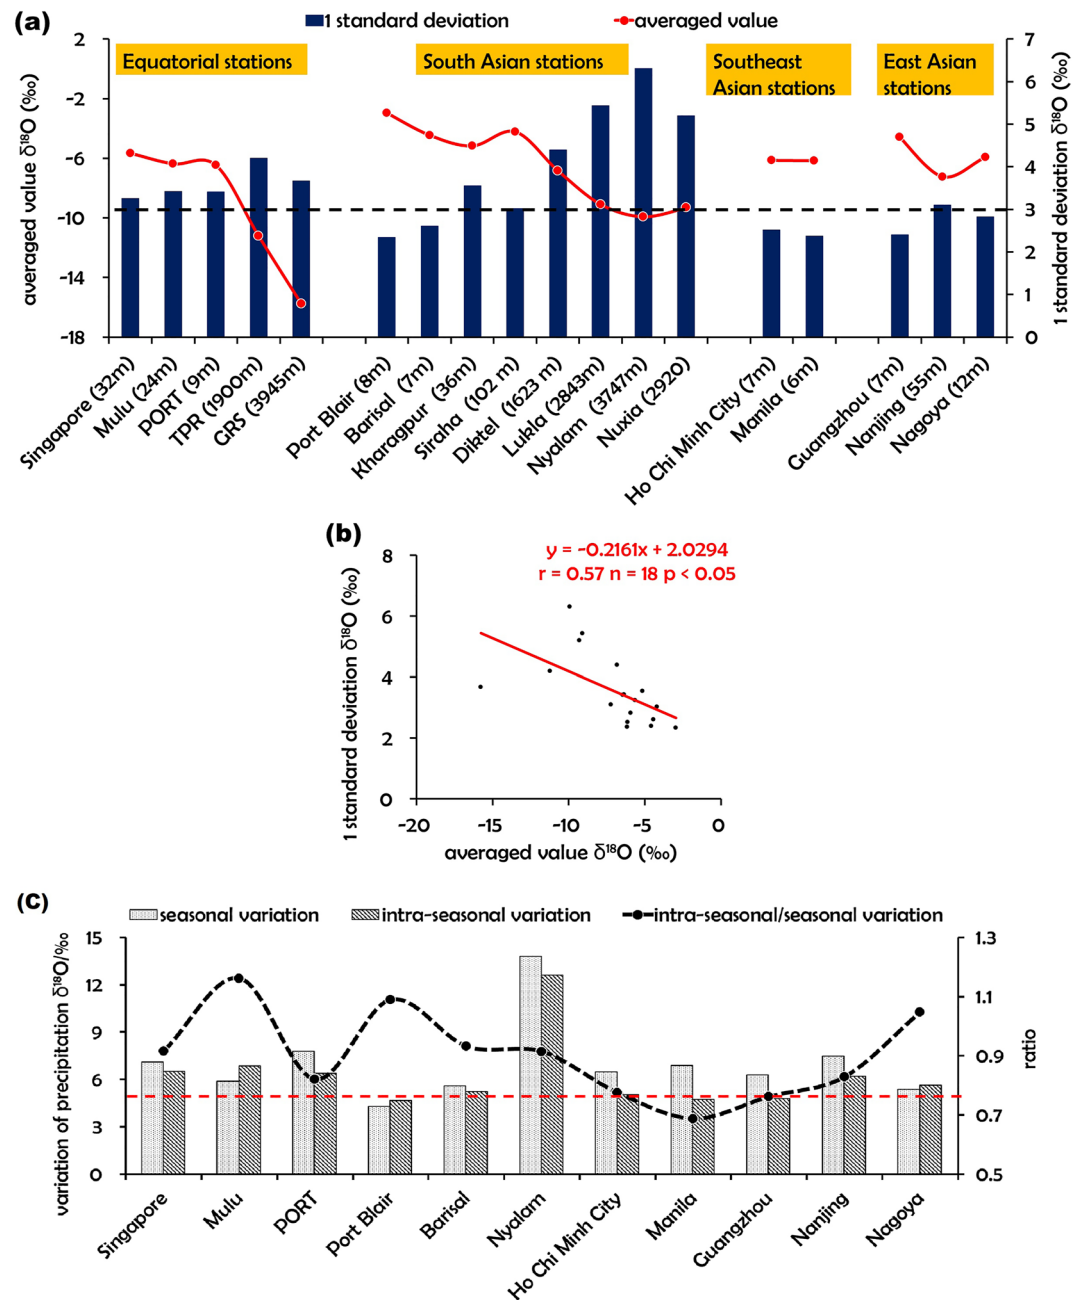 (a)
1 standard deviation
averaged value
2
-2
-6
-10
-14
-18
averaged value δ¹⁸O (‰)
Equatorial stations
South Asian stations
Southeast
Asian stations
East Asian
stations
7
6
5
4
3
2
1
0
1 standard deviation δ¹⁸O (‰)
Singapore (32m)
Mulu (24m)
PORT (9m)
TPR (1900m)
GRS (3945m)
Port Blair (8m)
Barisal (7m)
Kharagpur (36m)
Siraha (102 m)
Diktel (1623 m)
Lukla (2843m)
Nyalam (3747m)
Nuxia (2920)
Ho Chi Minh City (7m)
Manila (6m)
Guangzhou (7m)
Nanjing (55m)
Nagoya (12m)
(b)
y = -0.2161x + 2.0294
r = 0.57 n = 18 p < 0.05
8
6
4
2
0
1 standard deviation δ¹⁸O (‰)
-20
-15
-10
-5
0
averaged value δ¹⁸O (‰)
(C)
seasonal variation
intra-seasonal variation
intra-seasonal/seasonal variation
15
12
9
6
3
0
variation of precipitation δ¹⁸O/‰
1.3
1.1
0.9
0.7
0.5
ratio
Singapore
Mulu
PORT
Port Blair
Barisal
Nyalam
Ho Chi Minh City
Manila
Guangzhou
Nanjing
Nagoya